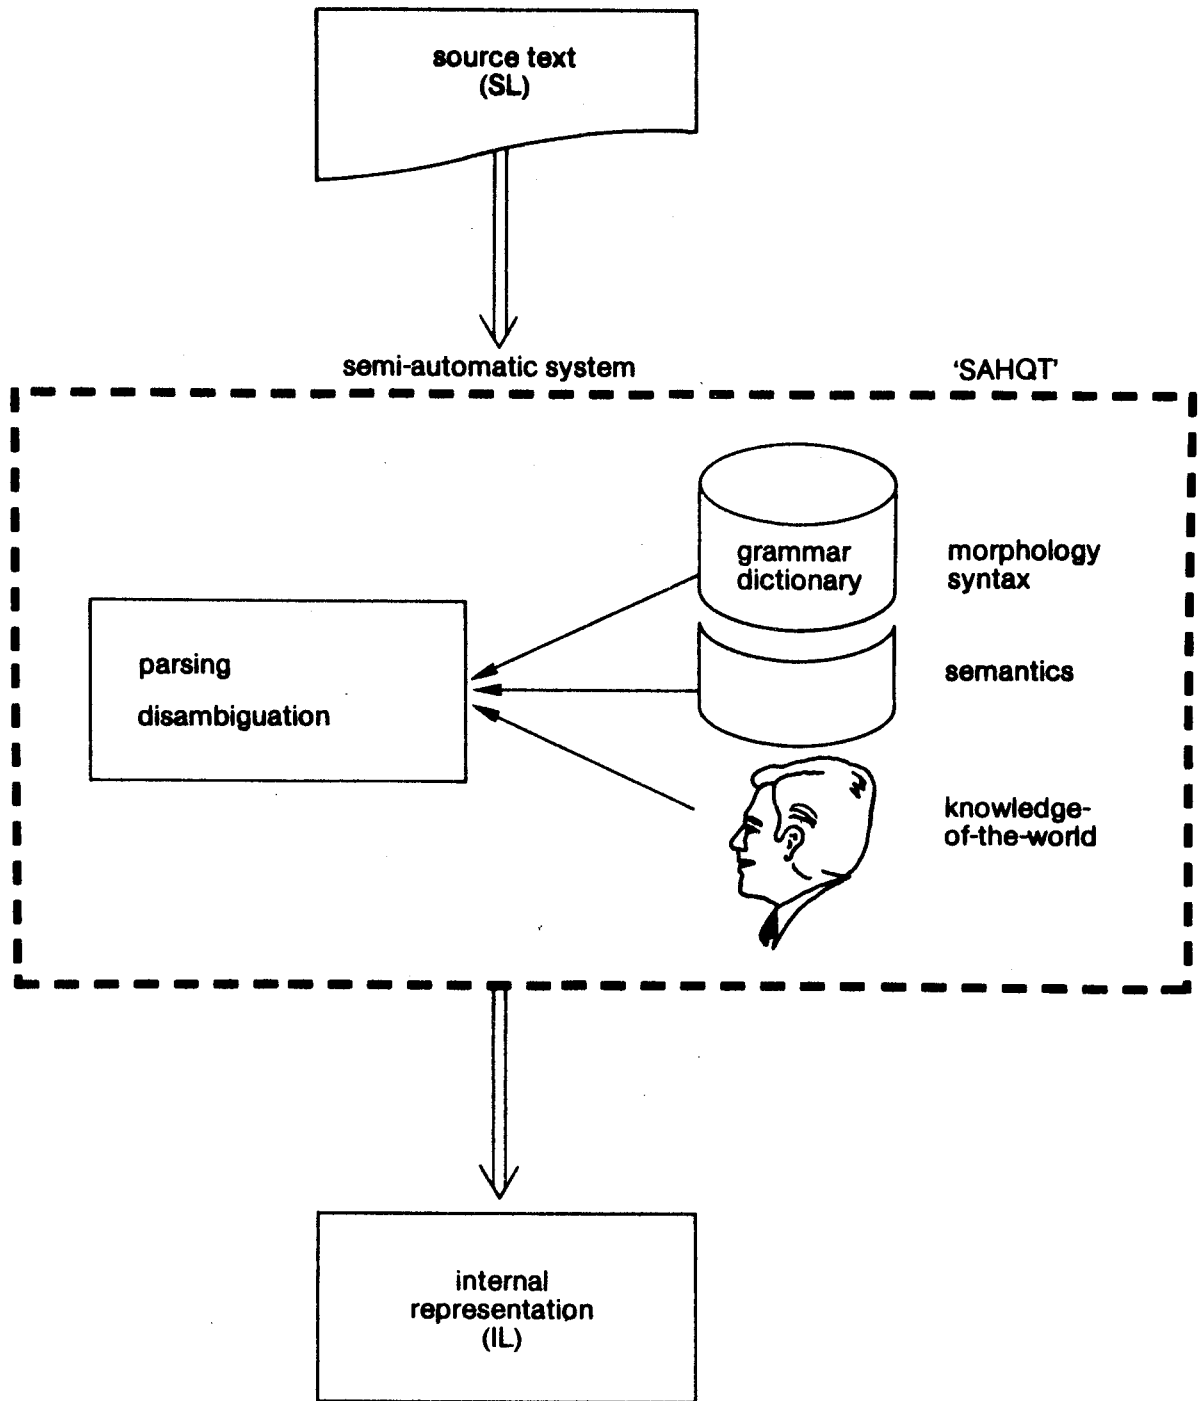 source text
(SL)
semi-automatic system
'SAHQT'
grammar
dictionary
morphology
syntax
parsing
disambiguation
semantics
knowledge-
of-the-world
internal
representation
(IL)